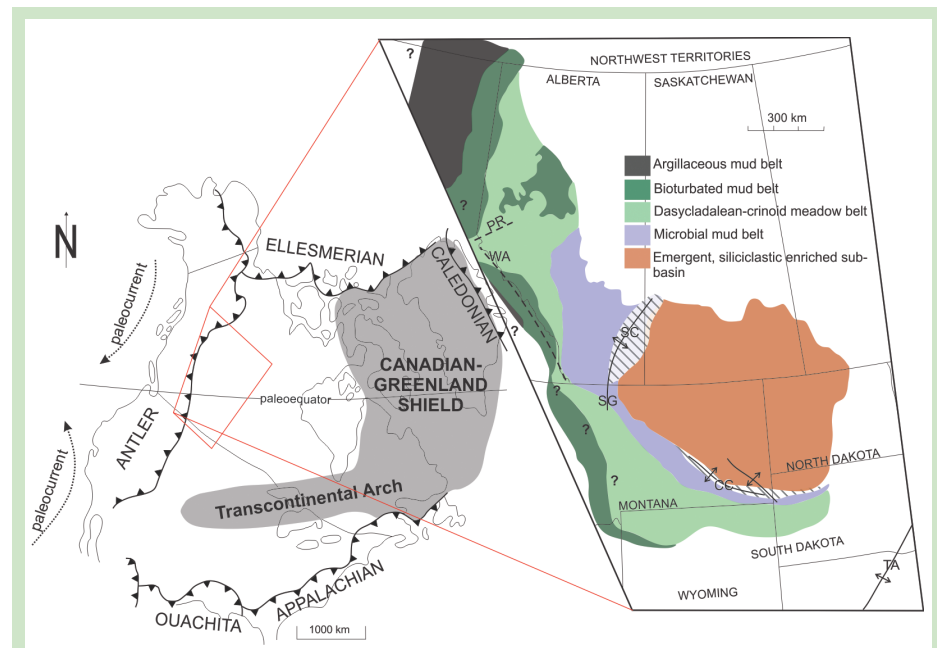 N
paleocurrent
paleocurrent
ELLESMERIAN
CALEDONIAN
CANADIAN-
GREENLAND
SHIELD
paleoequator
ANTLER
Transcontinental Arch
APPALACHIAN
OUACHITA
1000 km
?
NORTHWEST TERRITORIES
ALBERTA
SASKATCHEWAN
300 km
Argillaceous mud belt
Bioturbated mud belt
Dasycladalean-crinoid meadow belt
Microbial mud belt
Emergent, siliciclastic enriched sub-
basin
?
PR
WA
?
SC
?
SG
?
?
CC
NORTH DAKOTA
MONTANA
SOUTH DAKOTA
TA
WYOMING